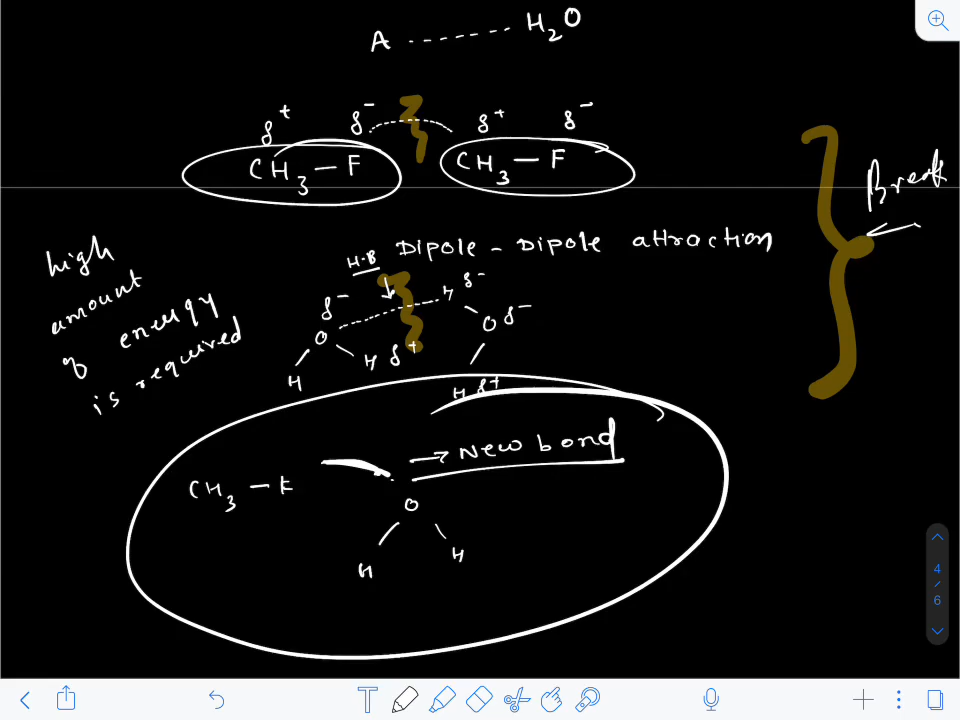 A ------- H2O
δ+ δ- δ+ δ-
CH3 – F CH3 – F
Break
high amount of energy is required
H·B Dipole - Dipole attraction
δ- H δ-
O O δ-
H H δ+ H δ+
→ New bond
CH3 – F
O
H H
4 / 6
T